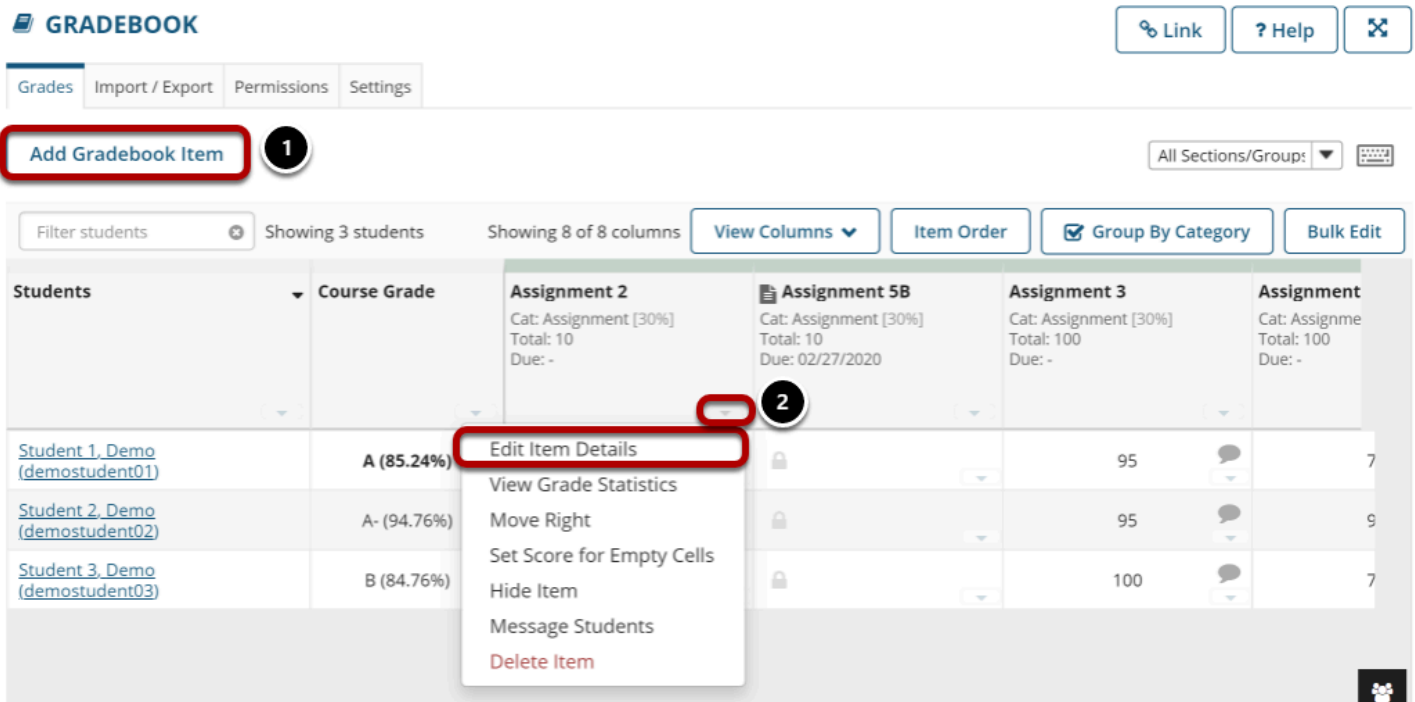 GRADEBOOK
Link
? Help
Grades
Import / Export
Permissions
Settings
Add Gradebook Item
1
All Sections/Groups
Filter students
Showing 3 students
Showing 8 of 8 columns
View Columns
Item Order
Group By Category
Bulk Edit
Students
Course Grade
Assignment 2
Cat: Assignment [30%]
Total: 10
Due: -
Assignment 5B
Cat: Assignment [30%]
Total: 10
Due: 02/27/2020
Assignment 3
Cat: Assignment [30%]
Total: 100
Due: -
Assignment
Cat: Assignme
Total: 100
Due: -
2
Student 1, Demo
(demostudent01)
A (85.24%)
95
7
Student 2, Demo
(demostudent02)
A- (94.76%)
95
9
Student 3, Demo
(demostudent03)
B (84.76%)
100
7
Edit Item Details
View Grade Statistics
Move Right
Set Score for Empty Cells
Hide Item
Message Students
Delete Item